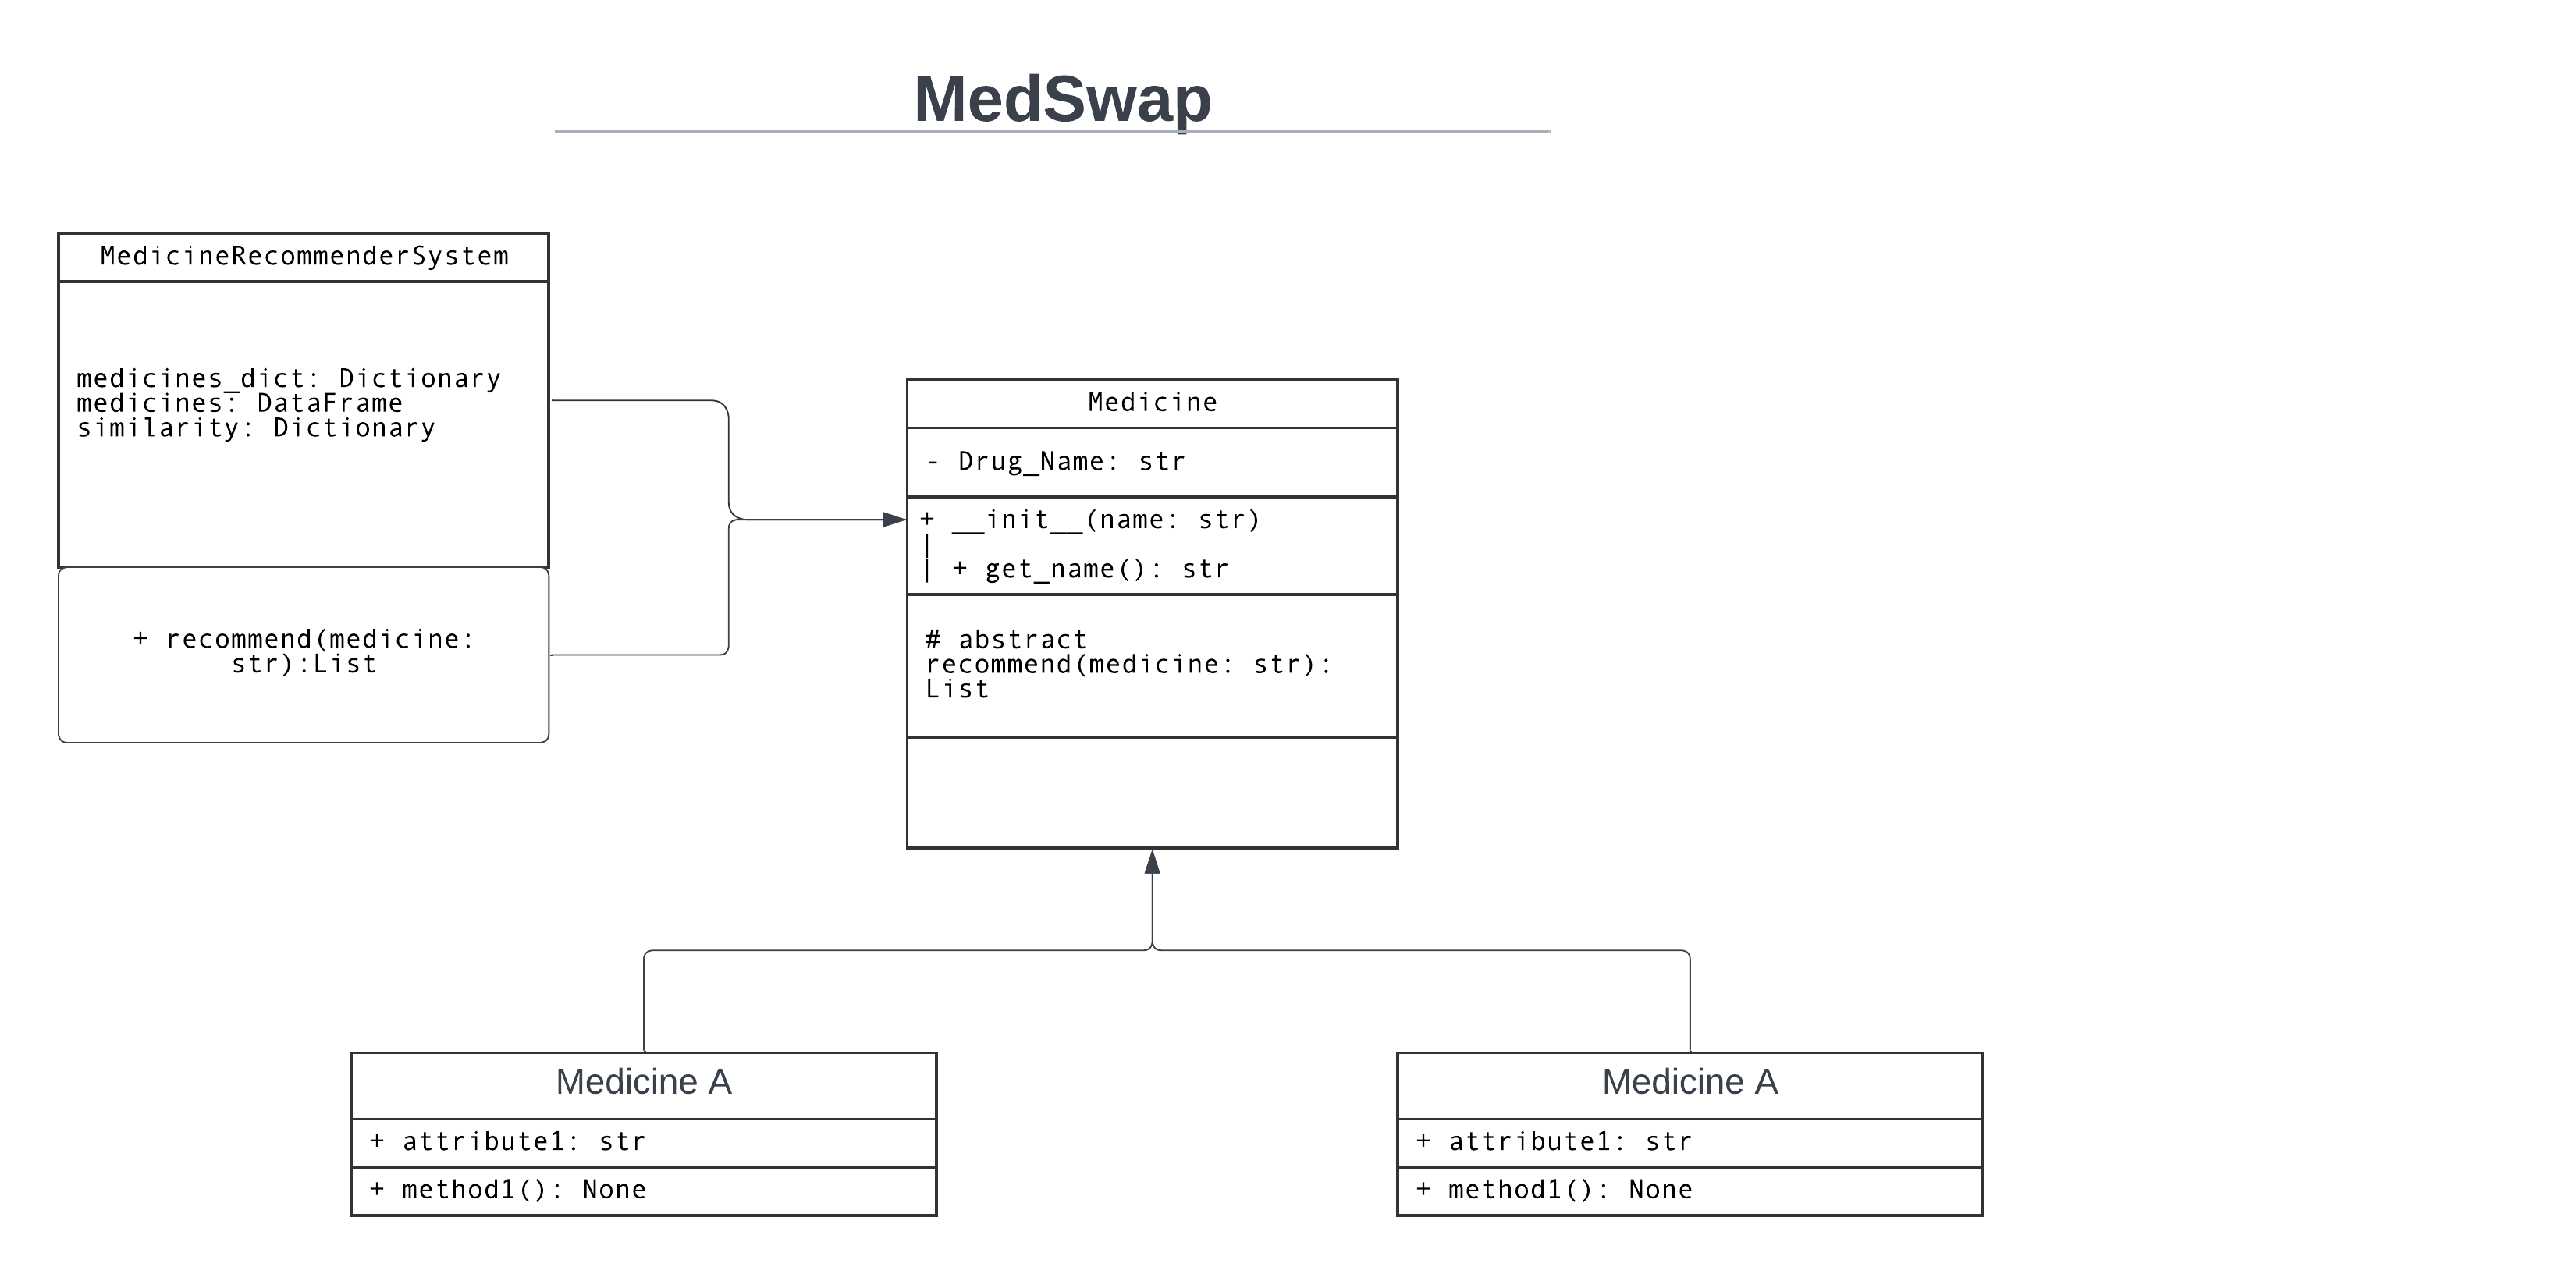 MedSwap
MedicineRecommenderSystem
medicines_dict: Dictionary
medicines: DataFrame
similarity: Dictionary
+ recommend(medicine:
str):List
Medicine
- Drug_Name: str
+ __init__(name: str)
|
| + get_name(): str
# abstract
recommend(medicine: str):
List
Medicine A
+ attribute1: str
+ method1(): None
Medicine A
+ attribute1: str
+ method1(): None